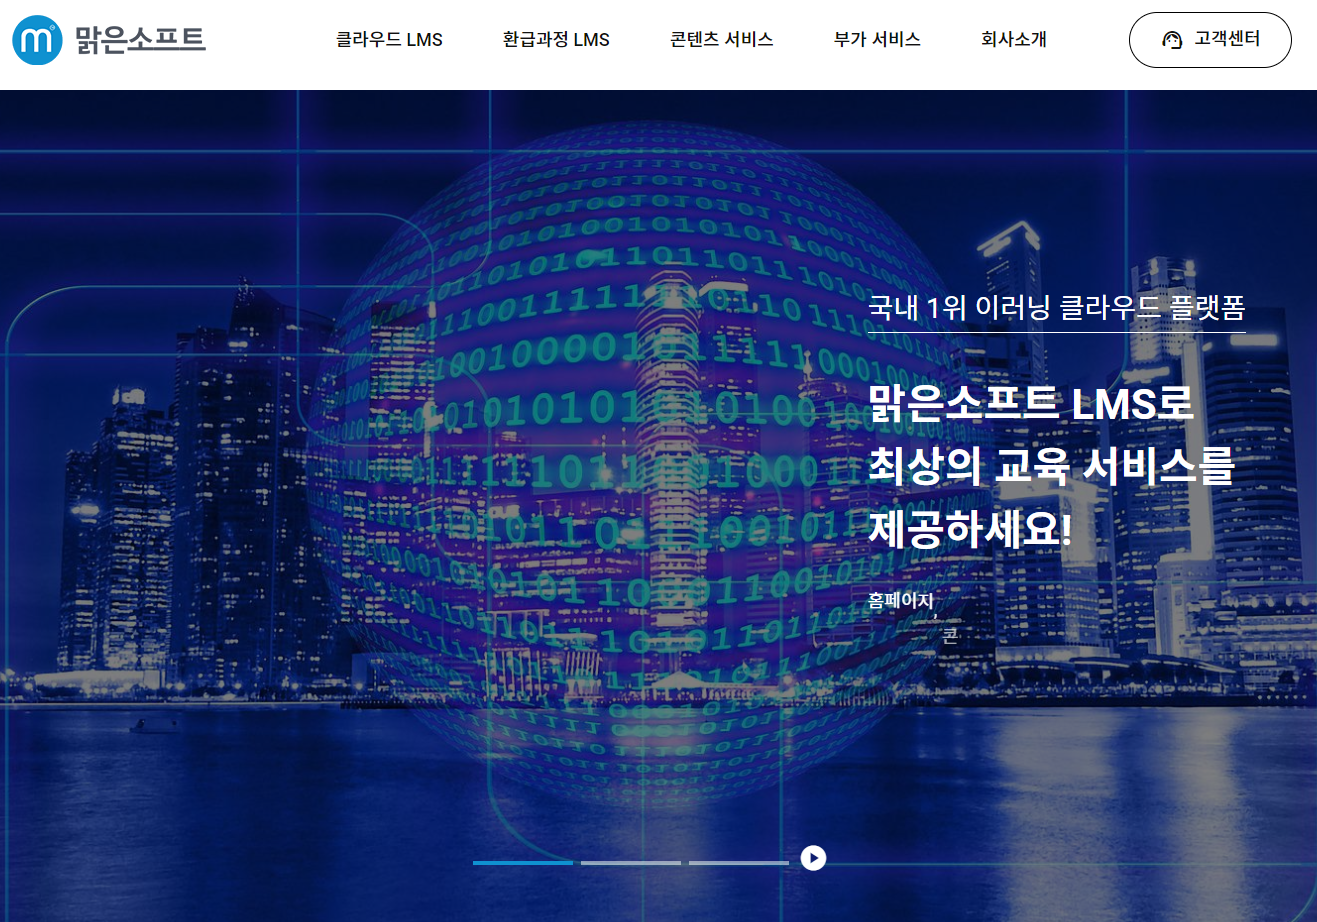 맑은소프트
클라우드 LMS
환급과정 LMS
콘텐츠 서비스
부가 서비스
회사소개
고객센터
국내 1위 이러닝 클라우드 플랫폼
맑은소프트 LMS로
최상의 교육 서비스를
제공하세요!
홈페이지,
콘